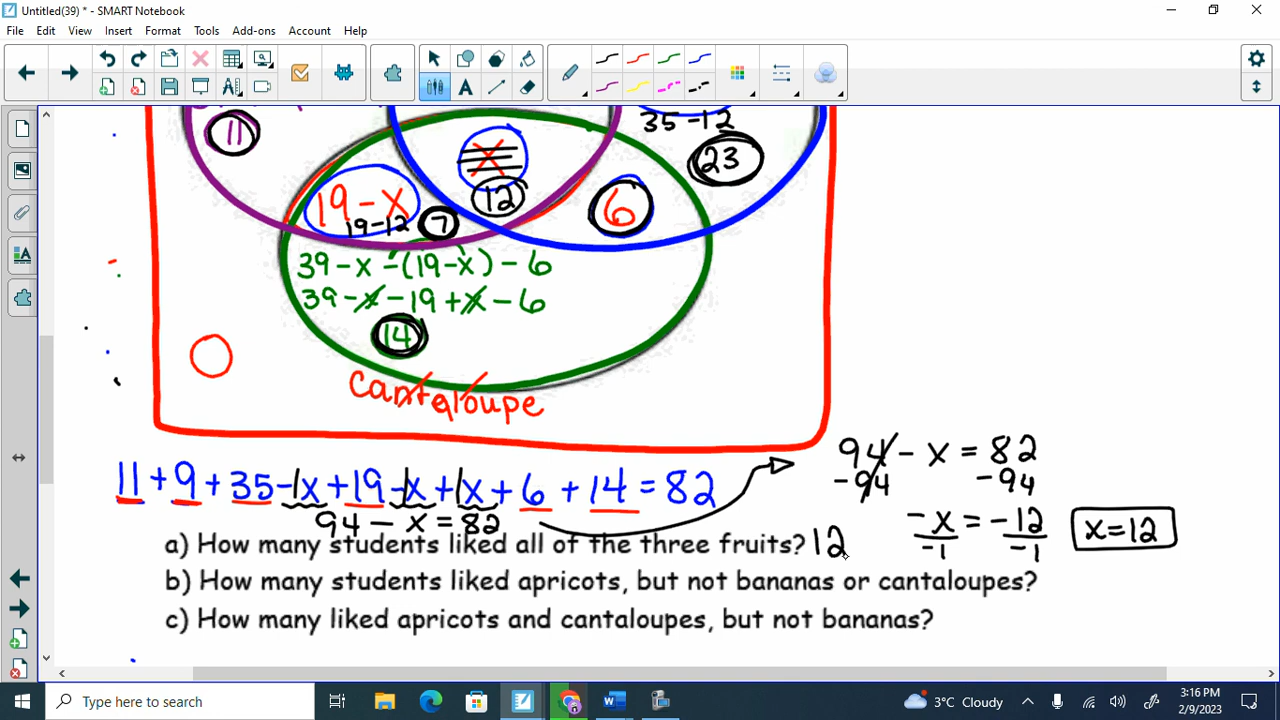 Untitled(39) * - SMART Notebook
File Edit View Insert Format Tools Add-ons Account Help
35 - 12
11
x
23
12
19 - x
19-12
7
6
39 - x - (19 - x) - 6
39 - x - 19 + x - 6
14
cantaloupe
94 - x = 82
-94 -94
11 + 9 + 35 - 1x + 19 - 1x + 1x + 6 + 14 = 82
94 - x = 82
-x = -12
-1 -1
x=12
a) How many students liked all of the three fruits? 12
b) How many students liked apricots, but not bananas or cantaloupes?
c) How many liked apricots and cantaloupes, but not bananas?
Type here to search
3°C Cloudy
3:16 PM
2/9/2023